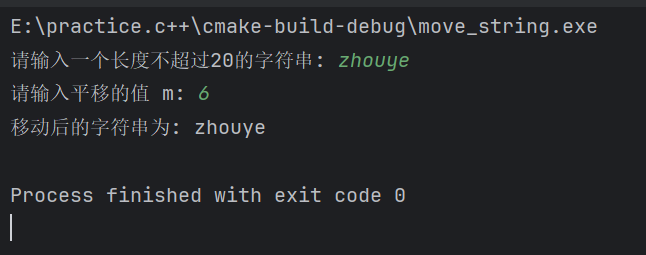 E:\practice.c++\cmake-build-debug\move_string.exe
请输入一个长度不超过20的字符串: zhouye
请输入平移的值 m: 6
移动后的字符串为: zhouye
Process finished with exit code 0